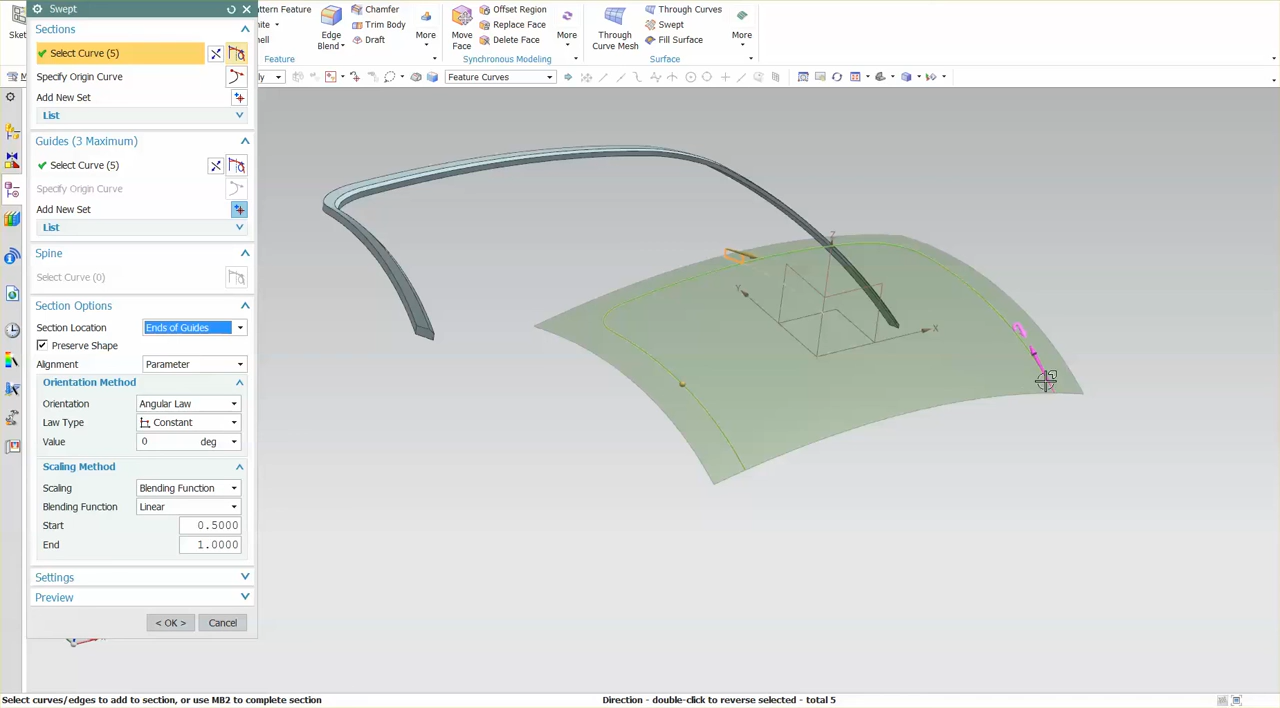 Swept
Sections
Select Curve (5)
Specify Origin Curve
Add New Set
List
Guides (3 Maximum)
Select Curve (5)
Specify Origin Curve
Add New Set
List
Spine
Select Curve (0)
Section Options
Section Location
Ends of Guides
Preserve Shape
Alignment
Parameter
Orientation Method
Orientation
Angular Law
Law Type
Constant
Value
0
deg
Scaling Method
Scaling
Blending Function
Blending Function
Linear
Start
0.5000
End
1.0000
Settings
Preview
< OK >
Cancel
Pattern Feature
Edge
Blend
Chamfer
Trim Body
Draft
More
Feature
Move
Face
Offset Region
Replace Face
Delete Face
More
Synchronous Modeling
Through
Curve Mesh
Through Curves
Swept
Fill Surface
More
Surface
Feature Curves
Z
Y
X
Select curves/edges to add to section, or use MB2 to complete section
Direction - double-click to reverse selected - total 5